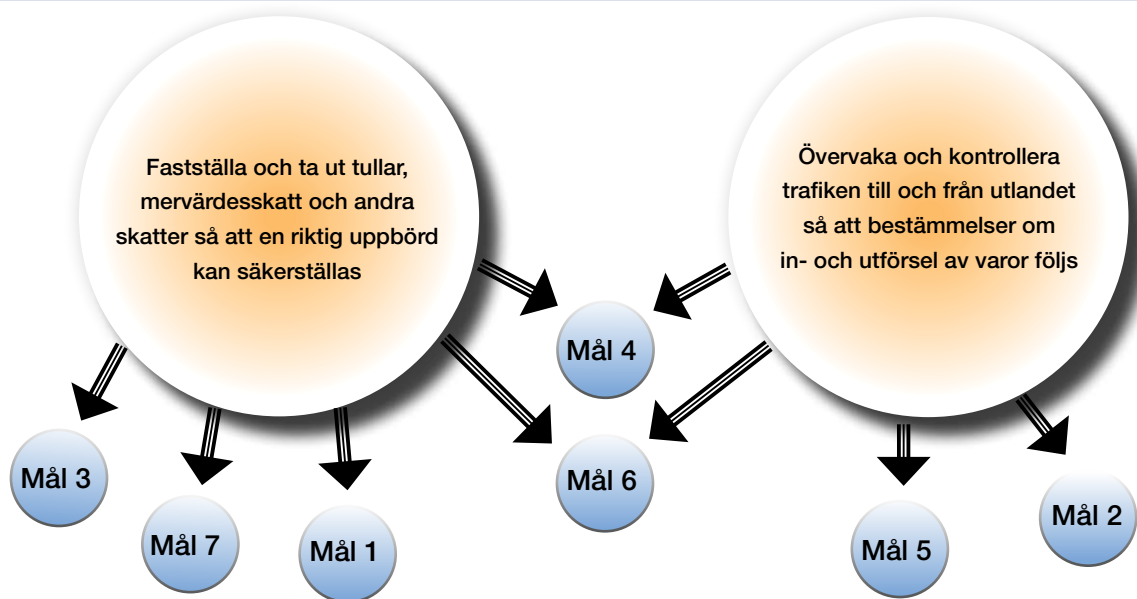 Fastställa och ta ut tullar,
mervärdesskatt och andra
skatter så att en riktig uppbörd
kan säkerställas
Övervaka och kontrollera
trafiken till och från utlandet
så att bestämmelser om
in- och utförsel av varor följs
Mål 4
Mål 3
Mål 6
Mål 7
Mål 1
Mål 5
Mål 2